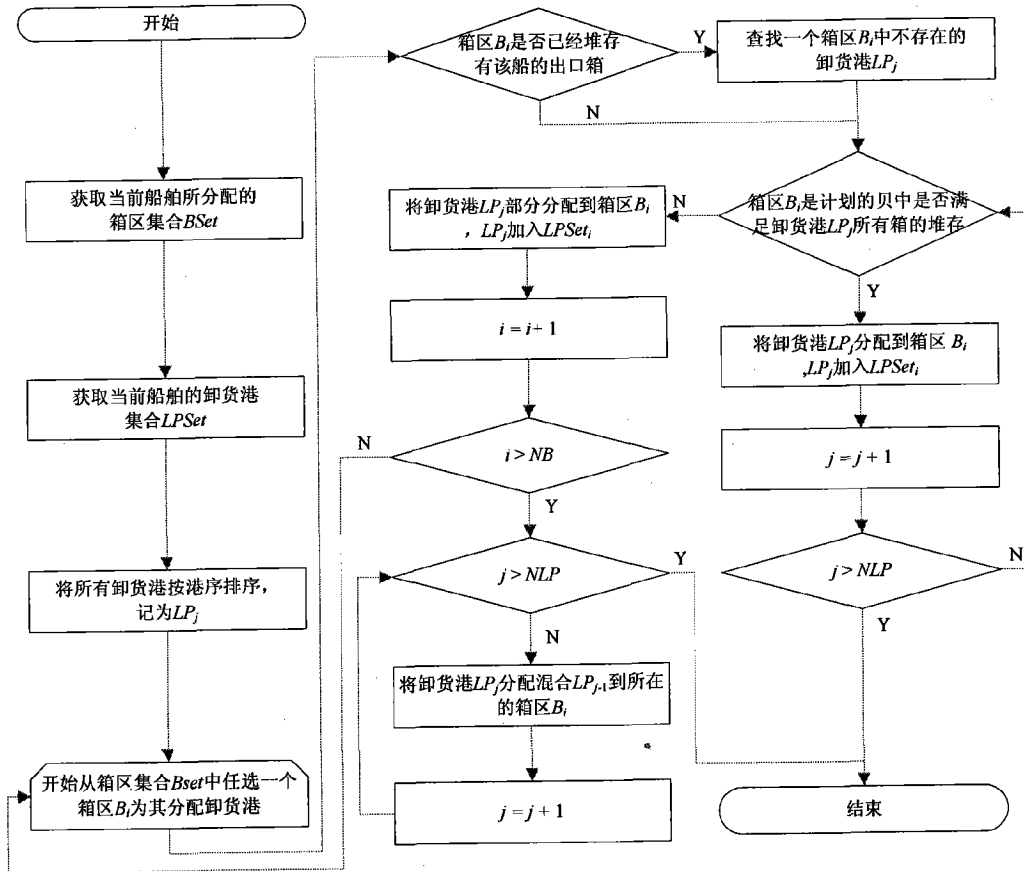 开始
获取当前船舶所分配的
箱区集合BSet
获取当前船舶的卸货港
集合LPSet
将所有卸货港按港序排序,
记为LPj
开始从箱区集合Bset中任选一个
箱区Bi为其分配卸货港
箱区Bi是否已经堆存
有该船的出口箱
Y
N
查找一个箱区Bi中不存在的
卸货港LPj
箱区Bi是计划的贝中是否满
足卸货港LPj所有箱的堆存
N
Y
将卸货港LPj部分分配到箱区Bi
,LPj加入LPSeti
i = i+ 1
i > NB
N
Y
j > NLP
Y
N
将卸货港LPj分配混合LPj-1到所在
的箱区Bi
j = j + 1
将卸货港LPj分配到箱区 Bi
,LPj加入LPSeti
j = j + 1
j > NLP
N
Y
结束